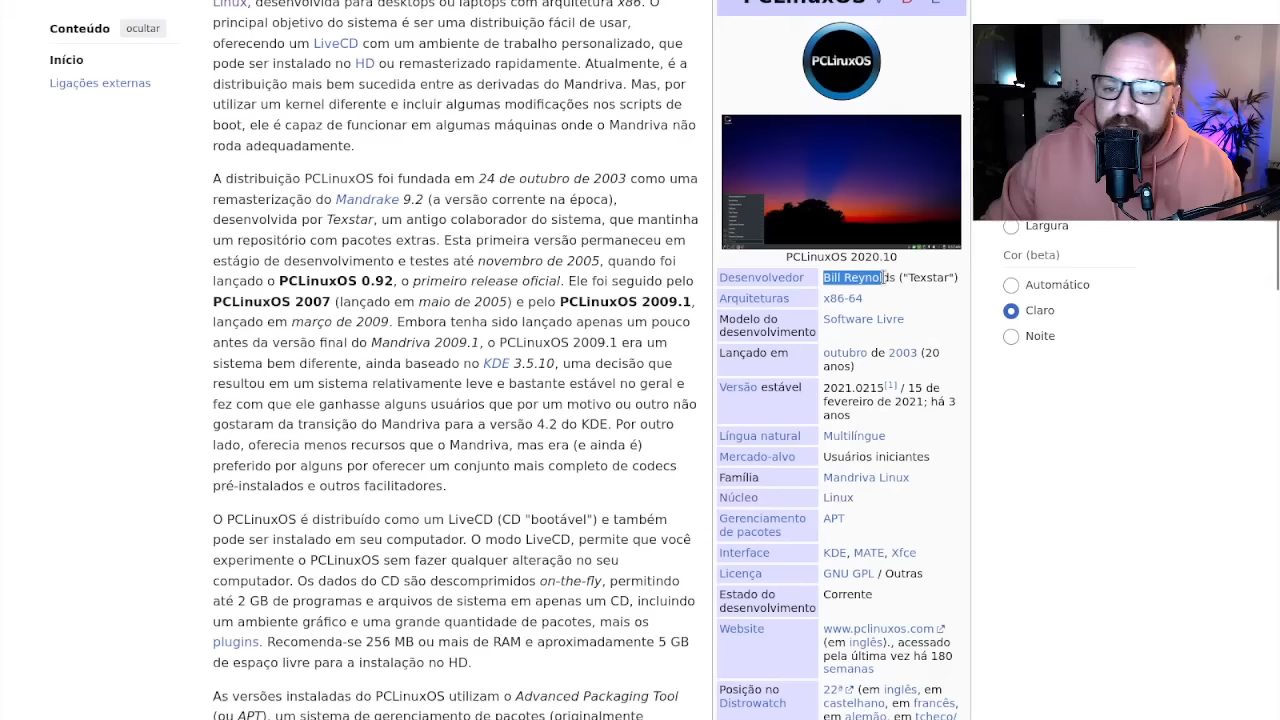 Conteúdo ocultar
Início
Ligações externas
Linux, desenvolvida para desktops ou laptops com arquitetura x86. O
principal objetivo do sistema é ser uma distribuição fácil de usar,
oferecendo um LiveCD com um ambiente de trabalho personalizado, que
pode ser instalado no HD ou remasterizado rapidamente. Atualmente, é a
distribuição mais bem sucedida entre as derivadas do Mandriva. Mas, por
utilizar um kernel diferente e incluir algumas modificações nos scripts de
boot, ele é capaz de funcionar em algumas máquinas onde o Mandriva não
roda adequadamente.
A distribuição PCLinuxOS foi fundada em 24 de outubro de 2003 como uma
remasterização do Mandrake 9.2 (a versão corrente na época),
desenvolvida por Texstar, um antigo colaborador do sistema, que mantinha
um repositório com pacotes extras. Esta primeira versão permaneceu em
estágio de desenvolvimento e testes até novembro de 2005, quando foi
lançado o PCLinuxOS 0.92, o primeiro release oficial. Ele foi seguido pelo
PCLinuxOS 2007 (lançado em maio de 2005) e pelo PCLinuxOS 2009.1,
lançado em março de 2009. Embora tenha sido lançado apenas um pouco
antes da versão final do Mandriva 2009.1, o PCLinuxOS 2009.1 era um
sistema bem diferente, ainda baseado no KDE 3.5.10, uma decisão que
resultou em um sistema relativamente leve e bastante estável no geral e
fez com que ele ganhasse alguns usuários que por um motivo ou outro não
gostaram da transição do Mandriva para a versão 4.2 do KDE. Por outro
lado, oferecia menos recursos que o Mandriva, mas era (e ainda é)
preferido por alguns por oferecer um conjunto mais completo de codecs
pré-instalados e outros facilitadores.
O PCLinuxOS é distribuído como um LiveCD (CD "bootável") e também
pode ser instalado em seu computador. O modo LiveCD, permite que você
experimente o PCLinuxOS sem fazer qualquer alteração no seu
computador. Os dados do CD são descomprimidos on-the-fly, permitindo
até 2 GB de programas e arquivos de sistema em apenas um CD, incluindo
um ambiente gráfico e uma grande quantidade de pacotes, mais os
plugins. Recomenda-se 256 MB ou mais de RAM e aproximadamente 5 GB
de espaço livre para a instalação no HD.
As versões instaladas do PCLinuxOS utilizam o Advanced Packaging Tool
(ou APT), um sistema de gerenciamento de pacotes (originalmente
PCLinuxOS
PCLinuxOS
PCLinuxOS 2020.10
Desenvolvedor Bill Reynolds ("Texstar")
Arquiteturas x86-64
Modelo do
desenvolvimento Software Livre
Lançado em outubro de 2003 (20
anos)
Versão estável 2021.0215[1] / 15 de
fevereiro de 2021; há 3
anos
Língua natural Multilíngue
Mercado-alvo Usuários iniciantes
Família Mandriva Linux
Núcleo Linux
Gerenciamento
de pacotes APT
Interface KDE, MATE, Xfce
Licença GNU GPL / Outras
Estado do
desenvolvimento Corrente
Website www.pclinuxos.com
(em inglês)., acessado
pela última vez há 180
semanas
Posição no
Distrowatch 22ª (em inglês, em
castelhano, em francês,
em alemão, em tcheco/
Largura
Cor (beta)
Automático
Claro
Noite